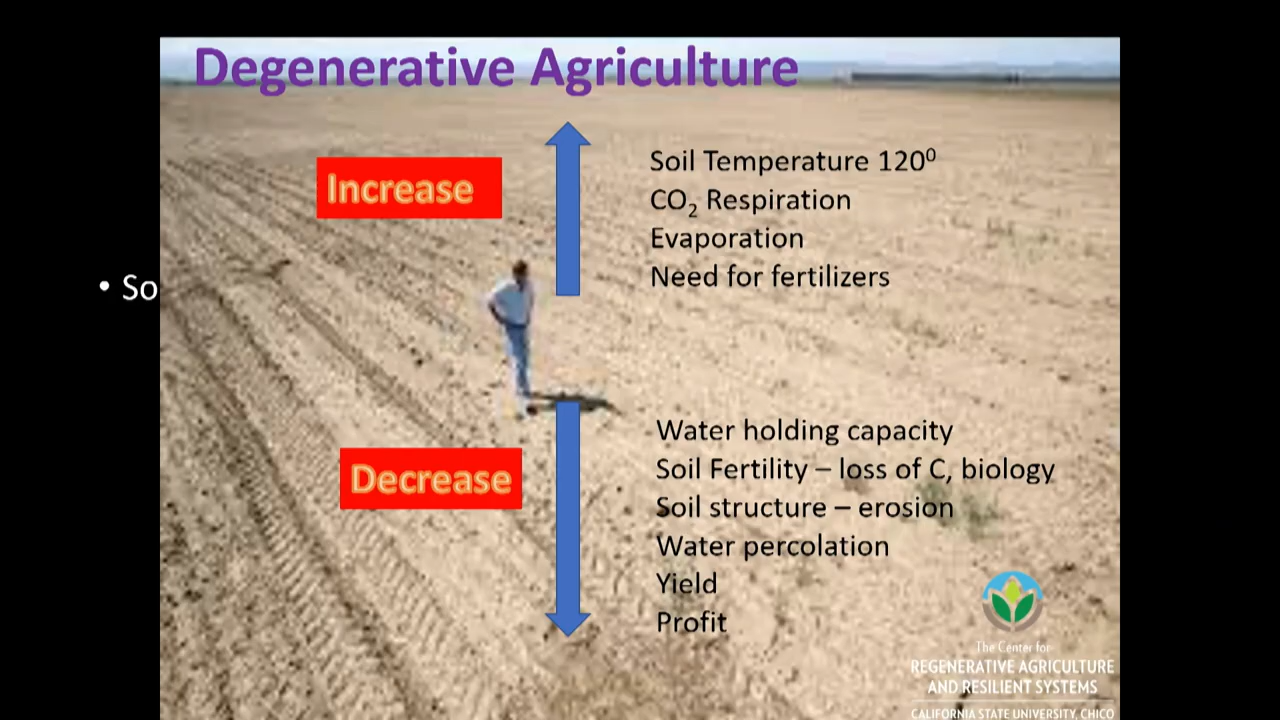 Degenerative Agriculture
Increase
Soil Temperature 120⁰
CO₂ Respiration
Evaporation
Need for fertilizers
• So
Decrease
Water holding capacity
Soil Fertility – loss of C, biology
Soil structure – erosion
Water percolation
Yield
Profit
The Center for
REGENERATIVE AGRICULTURE
AND RESILIENT SYSTEMS
CALIFORNIA STATE UNIVERSITY, CHICO